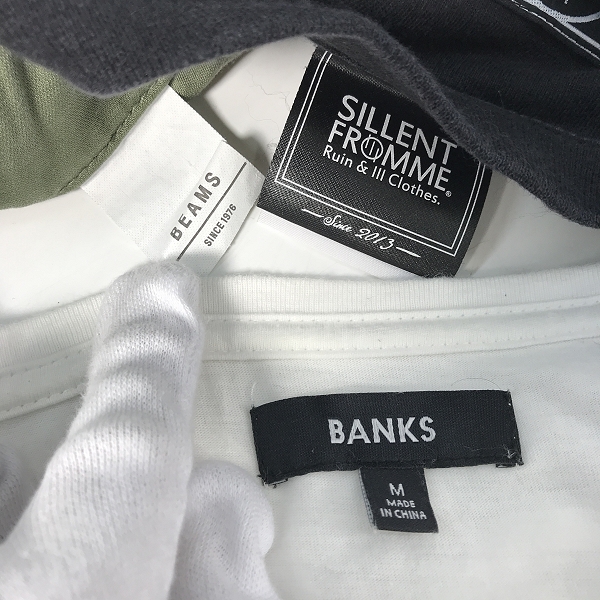 SILLENT
FROMME®
Ruin & Ill Clothes.
Since 2013
BEAMS
SINCE 1976
BANKS
M
MADE
IN CHINA